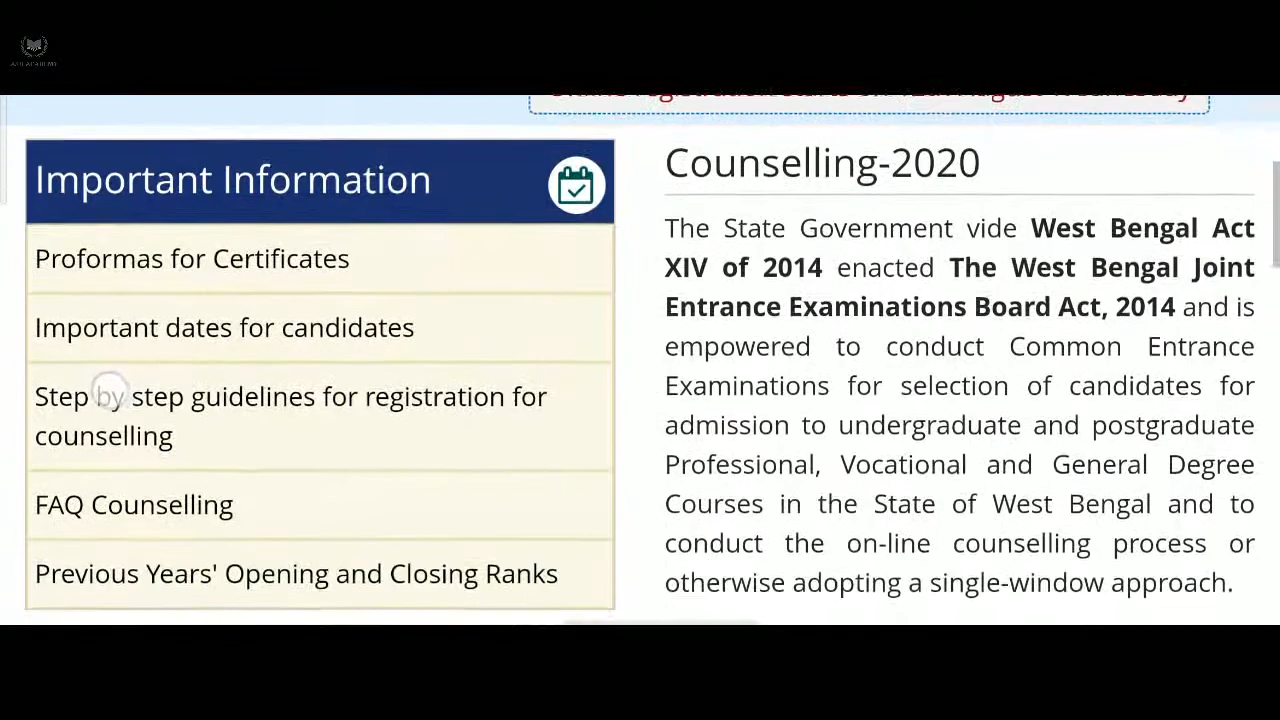 Important Information
Proformas for Certificates
Important dates for candidates
Step by step guidelines for registration for
counselling
FAQ Counselling
Previous Years' Opening and Closing Ranks
Counselling-2020
The State Government vide West Bengal Act
XIV of 2014 enacted The West Bengal Joint
Entrance Examinations Board Act, 2014 and is
empowered to conduct Common Entrance
Examinations for selection of candidates for
admission to undergraduate and postgraduate
Professional, Vocational and General Degree
Courses in the State of West Bengal and to
conduct the on-line counselling process or
otherwise adopting a single-window approach.